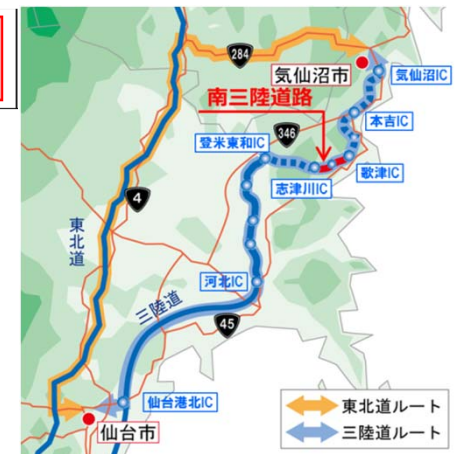 284
気仙沼市
気仙沼IC
南三陸道路
本吉IC
346
登米東和IC
歌津IC
志津川IC
4
東北道
河北IC
三陸道
45
仙台港北IC
仙台市
東北道ルート
三陸道ルート